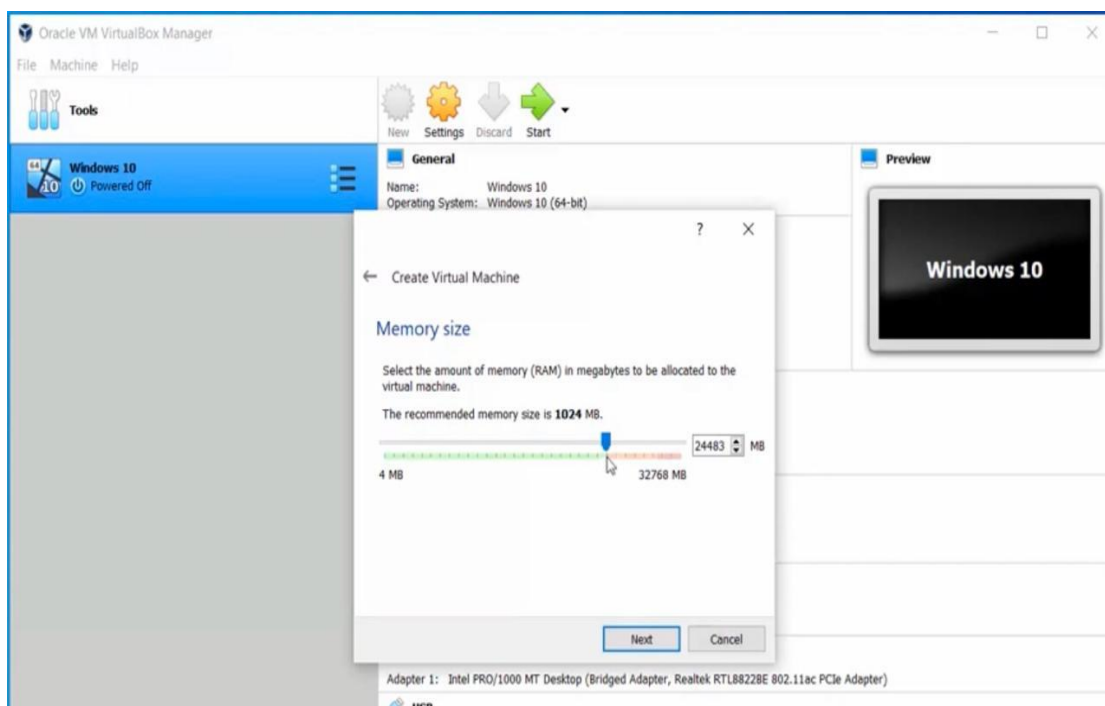 Oracle VM VirtualBox Manager
File Machine Help
Tools
New Settings Discard Start
64
10
Windows 10
Powered Off
General
Name: Windows 10
Operating System: Windows 10 (64-bit)
Preview
Windows 10
?
Create Virtual Machine
Memory size
Select the amount of memory (RAM) in megabytes to be allocated to the
virtual machine.
The recommended memory size is 1024 MB.
24483 MB
4 MB 32768 MB
Next Cancel
Adapter 1: Intel PRO/1000 MT Desktop (Bridged Adapter, Realtek RTL8822BE 802.11ac PCIe Adapter)
USB